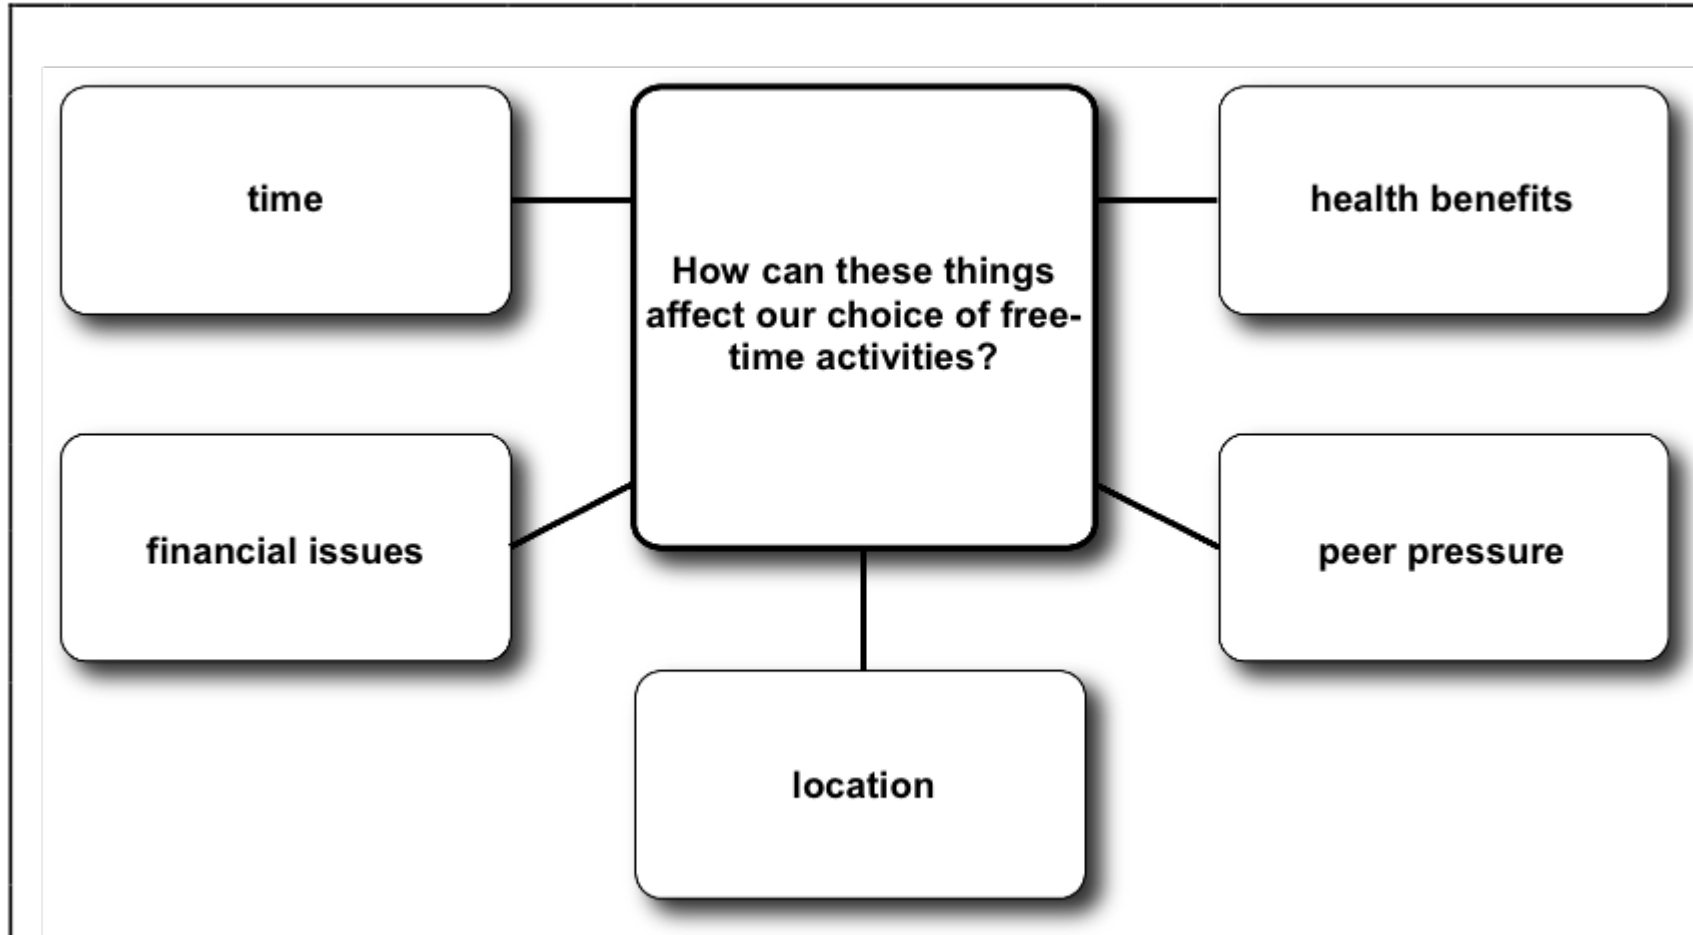 time
How can these things
affect our choice of free-
time activities?
health benefits
financial issues
peer pressure
location